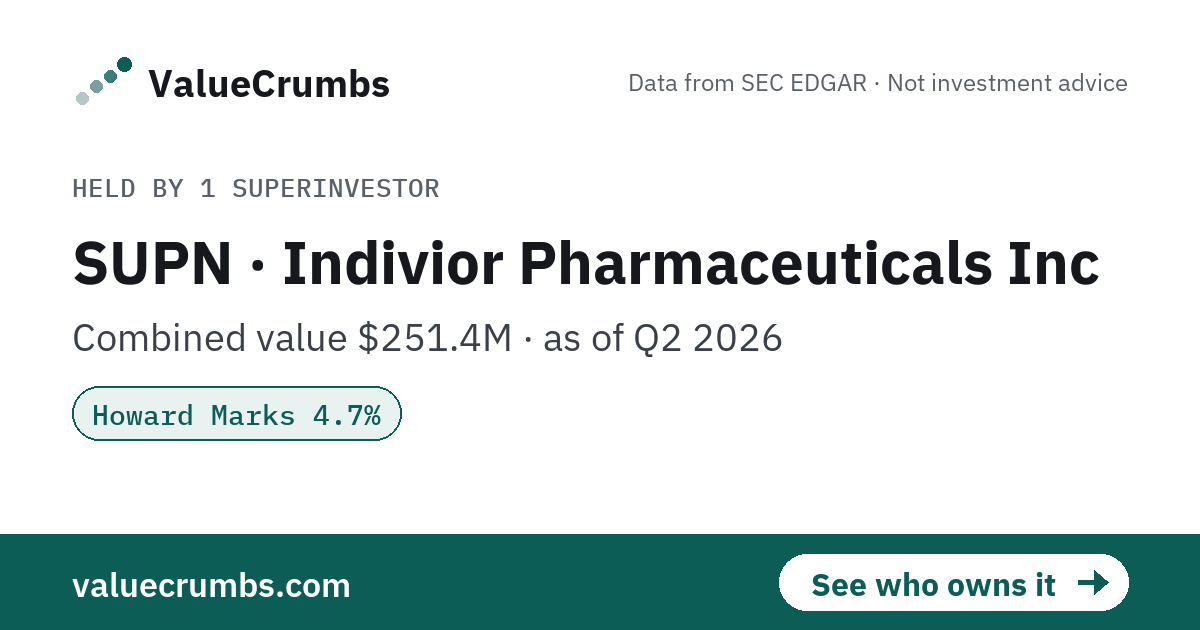 ValueCrumbs
Data from SEC EDGAR · Not investment advice
HELD BY 1 SUPERINVESTOR
SUPN · Indivior Pharmaceuticals Inc
Combined value $251.4M · as of Q2 2026
Howard Marks 4.7%
valuecrumbs.com
See who owns it →